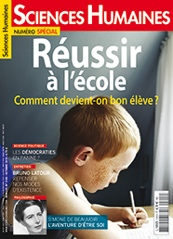 Sciences Humaines
SCIENCES HUMAINES
NUMÉRO SPÉCIAL
Réussir
à l'école
Comment devient-on bon élève ?
SCIENCE POLITIQUE
LES DÉMOCRATIES
EN PANNE ?
ENTRETIEN
BRUNO LATOUR
REPENSER
NOS MODES
D'EXISTENCE
PHILOSOPHIE
SIMONE DE BEAUVOIR
L'AVENTURE D'ÊTRE SOI